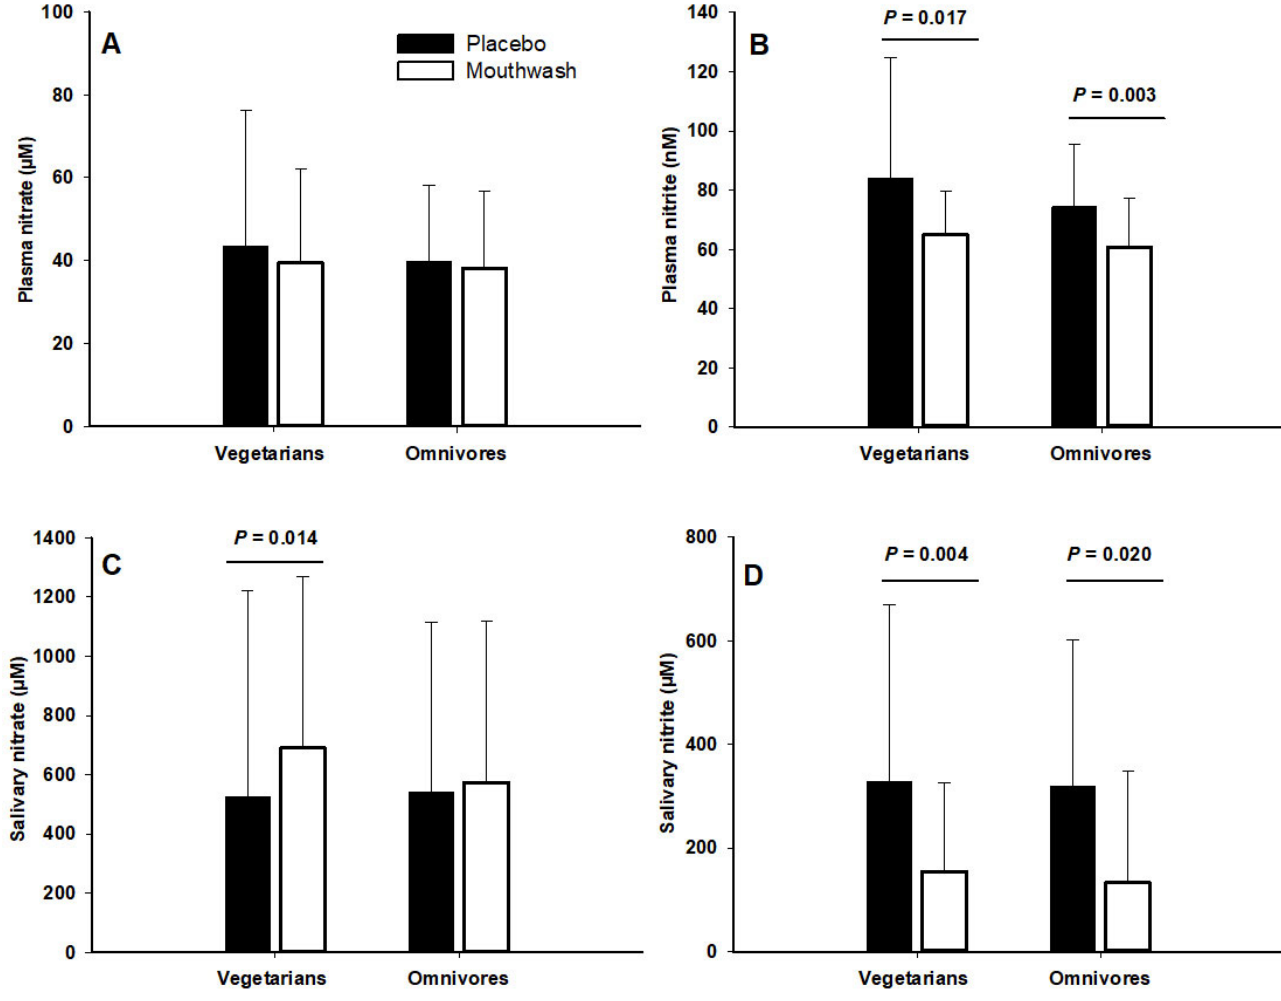 A
Placebo
Mouthwash
Plasma nitrate (µM)
100
80
60
40
20
0
Vegetarians
Omnivores
B
P = 0.017
P = 0.003
Plasma nitrite (nM)
140
120
100
80
60
40
20
0
Vegetarians
Omnivores
C
P = 0.014
Salivary nitrate (µM)
1400
1200
1000
800
600
400
200
0
Vegetarians
Omnivores
D
P = 0.004
P = 0.020
Salivary nitrite (µM)
800
600
400
200
0
Vegetarians
Omnivores